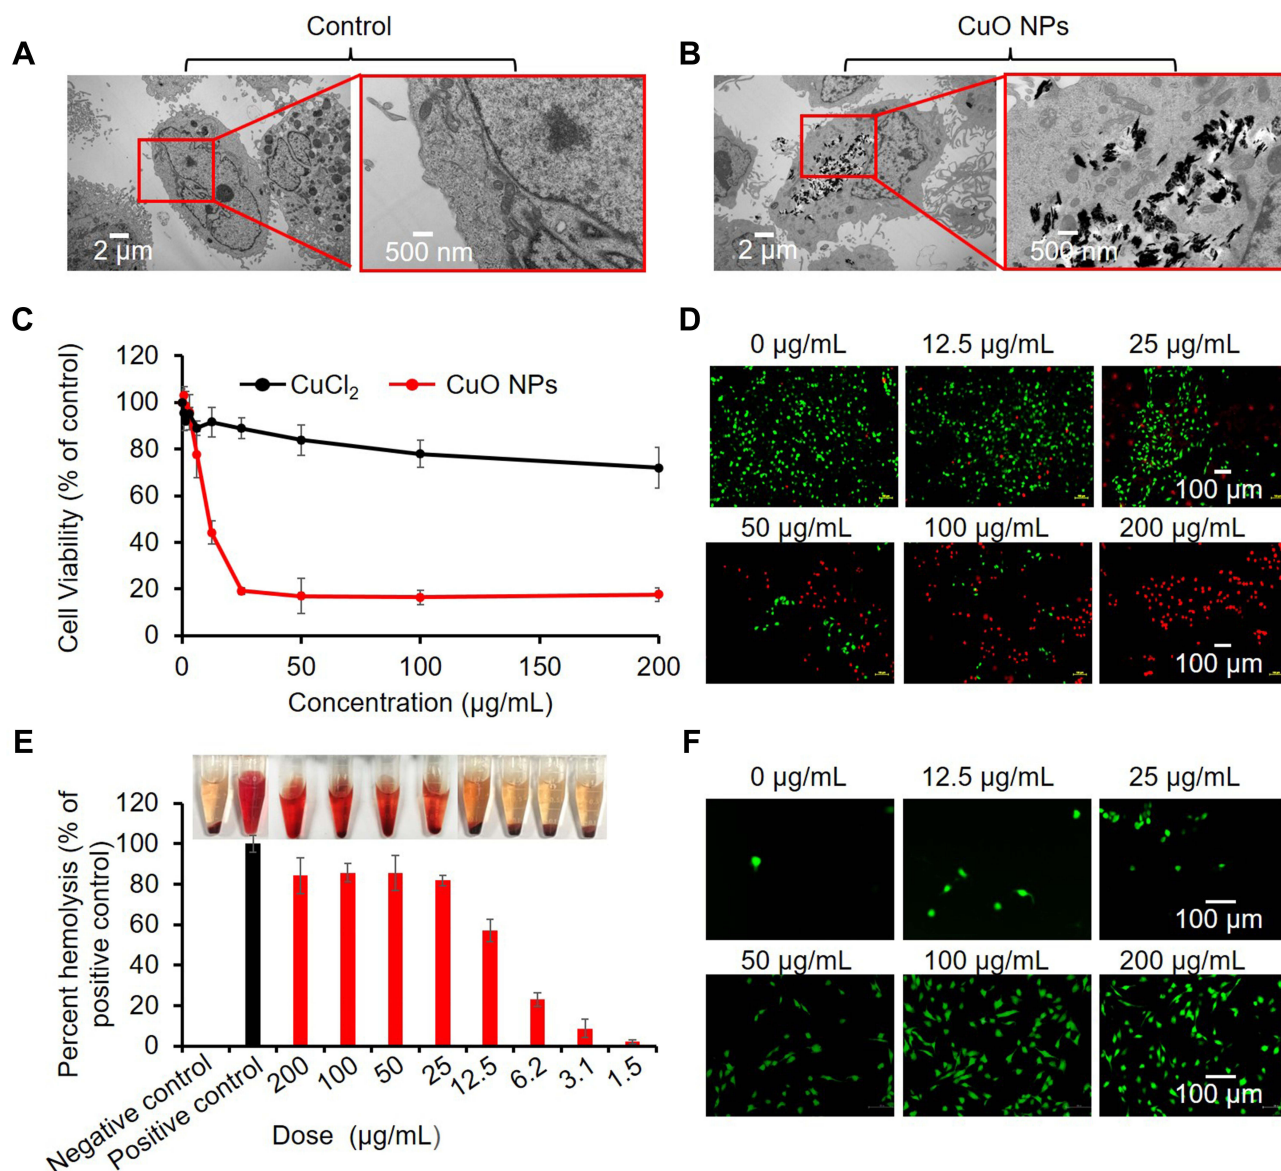 A
Control
2 µm
500 nm
B
CuO NPs
2 µm
500 nm
C
Cell Viability (% of control)
120
100
80
60
40
20
0
CuCl2
CuO NPs
0
50
100
150
200
Concentration (µg/mL)
D
0 µg/mL
12.5 µg/mL
25 µg/mL
100 µm
50 µg/mL
100 µg/mL
200 µg/mL
100 µm
E
Percent hemolysis (% of
positive control)
120
100
80
60
40
20
0
Negative control
Positive control
200
100
50
25
12.5
6.2
3.1
1.5
Dose (µg/mL)
F
0 µg/mL
12.5 µg/mL
25 µg/mL
100 µm
50 µg/mL
100 µg/mL
200 µg/mL
100 µm